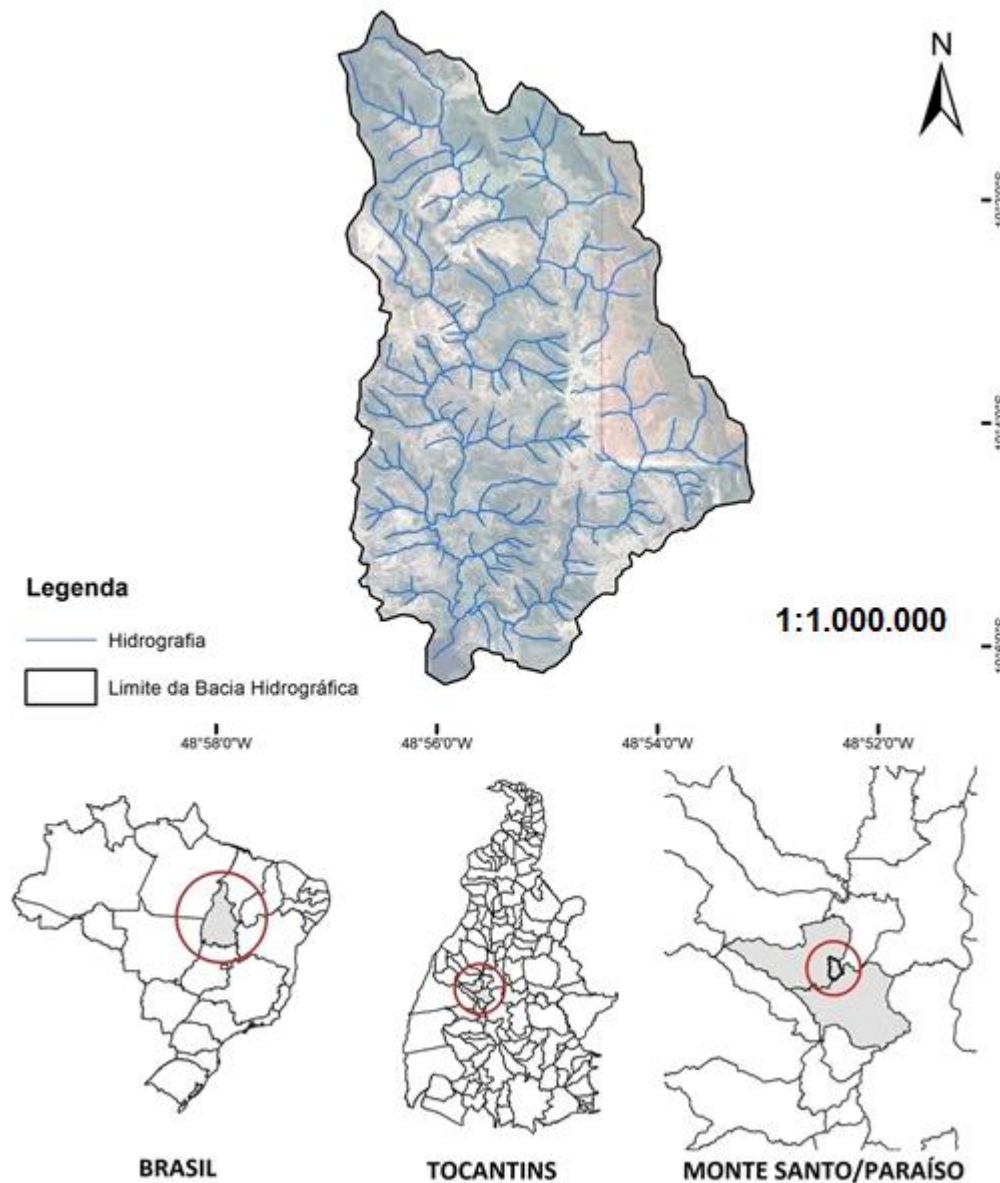 N
Legenda
Hidrografia
Limite da Bacia Hidrográfica
1:1.000.000
48°58'0"W
48°56'0"W
48°54'0"W
48°52'0"W
BRASIL
TOCANTINS
MONTE SANTO/PARAÍSO